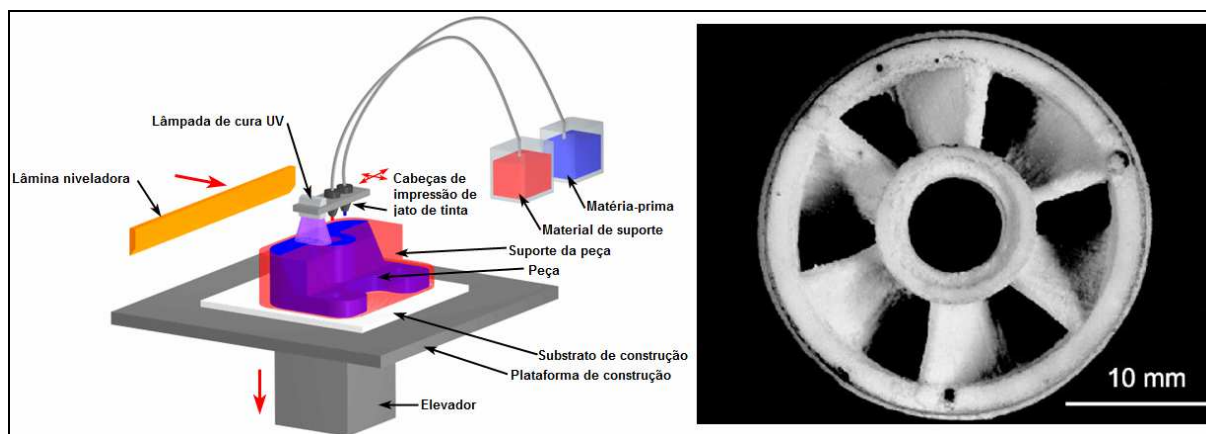 Lâmpada de cura UV
Lâmina niveladora
Cabeças de
impressão de
jato de tinta
Matéria-prima
Material de suporte
Suporte da peça
Peça
Substrato de construção
Plataforma de construção
Elevador
10 mm